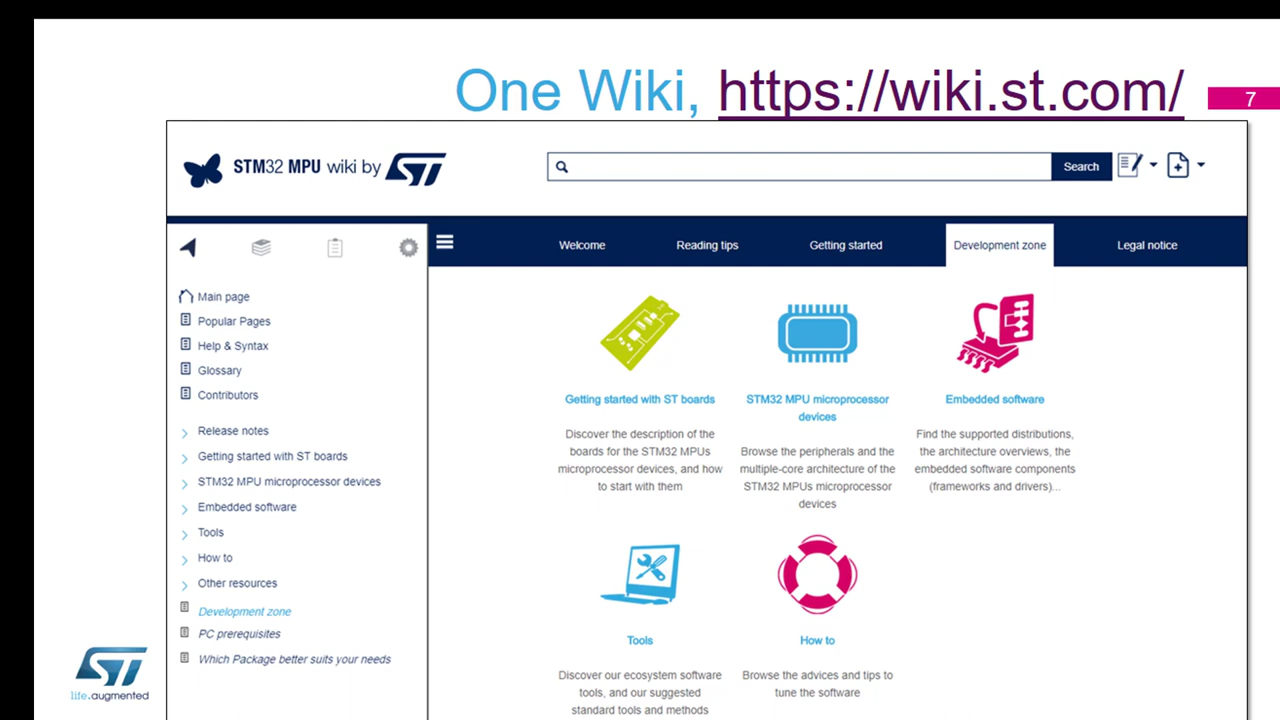 One Wiki, https://wiki.st.com/
7
STM32 MPU wiki by ST
Search
Welcome
Reading tips
Getting started
Development zone
Legal notice
Main page
Popular Pages
Help & Syntax
Glossary
Contributors
Release notes
Getting started with ST boards
STM32 MPU microprocessor devices
Embedded software
Tools
How to
Other resources
Development zone
PC prerequisites
Which Package better suits your needs
Getting started with ST boards
Discover the description of the
boards for the STM32 MPUs
microprocessor devices, and how
to start with them
STM32 MPU microprocessor
devices
Browse the peripherals and the
multiple-core architecture of the
STM32 MPUs microprocessor
devices
Embedded software
Find the supported distributions,
the architecture overviews, the
embedded software components
(frameworks and drivers)...
Tools
Discover our ecosystem software
tools, and our suggested
standard tools and methods
How to
Browse the advices and tips to
tune the software
ST
life.augmented